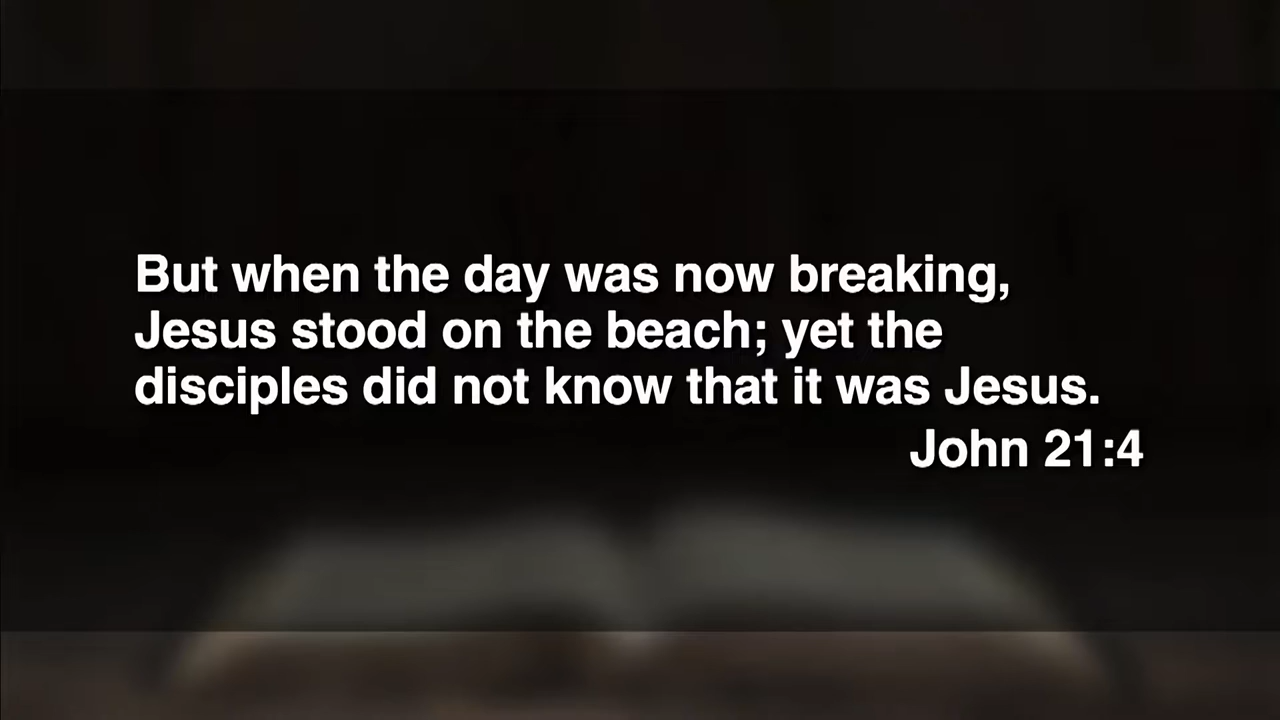 But when the day was now breaking,
Jesus stood on the beach; yet the
disciples did not know that it was Jesus.
John 21:4